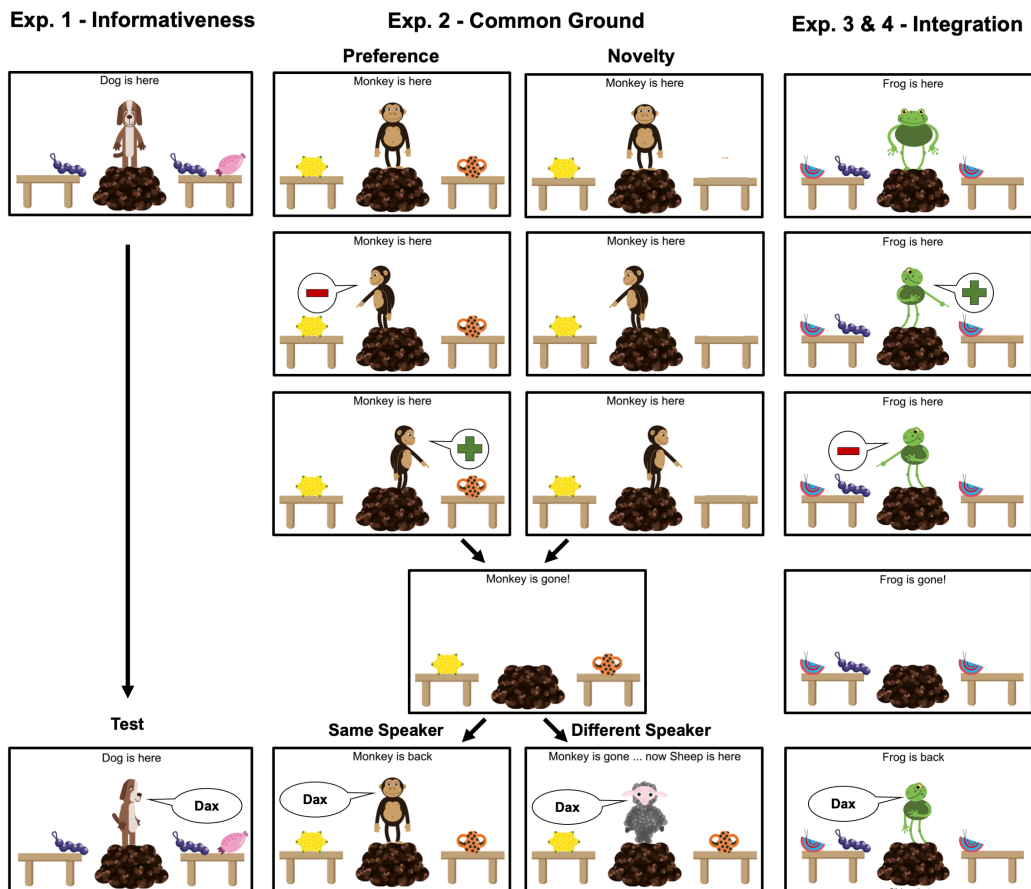 Exp. 1 - Informativeness
Exp. 2 - Common Ground
Exp. 3 & 4 - Integration
Preference
Novelty
Dog is here
Monkey is here
Monkey is here
Frog is here
Monkey is here
Monkey is here
Frog is here
Monkey is here
Monkey is here
Frog is here
Monkey is gone!
Frog is gone!
Test
Same Speaker
Different Speaker
Dog is here
Monkey is back
Monkey is gone ... now Sheep is here
Frog is back
Dax
Dax
Dax
Dax